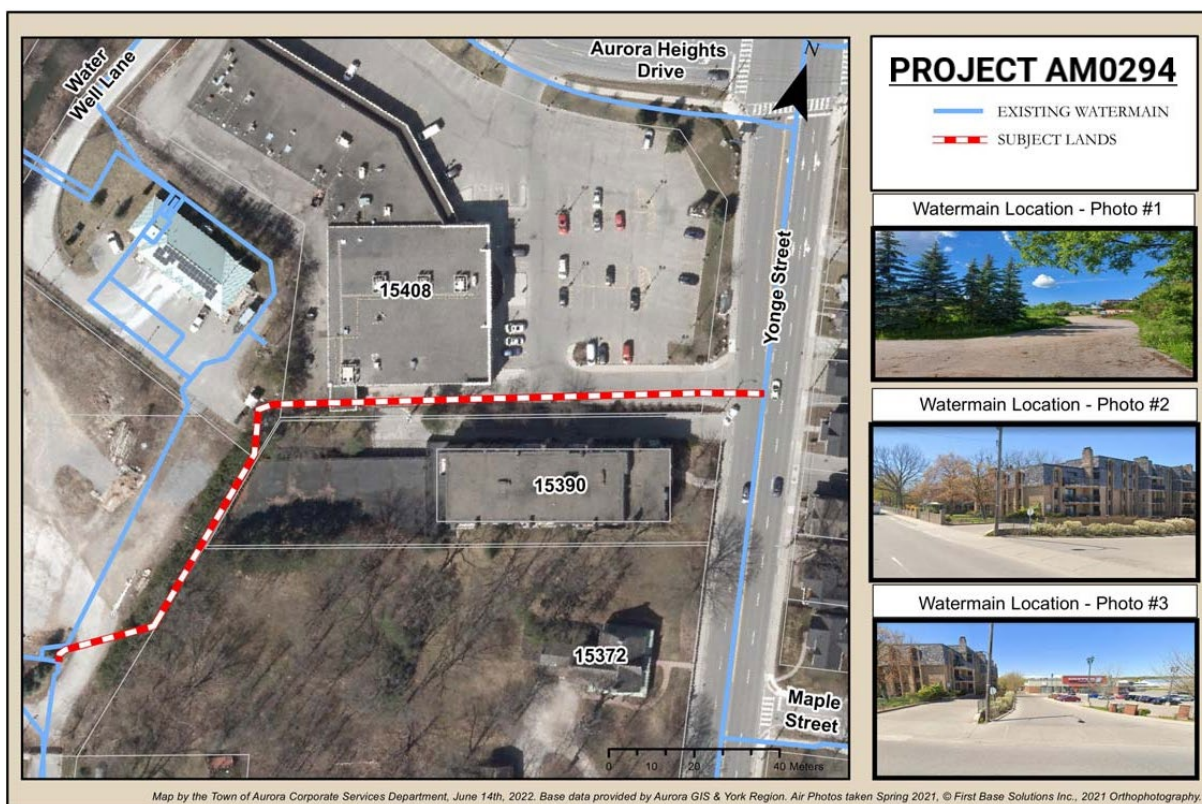 Water
Well Lane
Aurora Heights
Drive
N
15408
Yonge Street
15390
15372
Maple
Street
0 10 20 40 Meters
PROJECT AM0294
EXISTING WATERMAIN
SUBJECT LANDS
Watermain Location - Photo #1
Watermain Location - Photo #2
Watermain Location - Photo #3
Map by the Town of Aurora Corporate Services Department, June 14th, 2022. Base data provided by Aurora GIS & York Region. Air Photos taken Spring 2021, © First Base Solutions Inc., 2021 Orthophotography